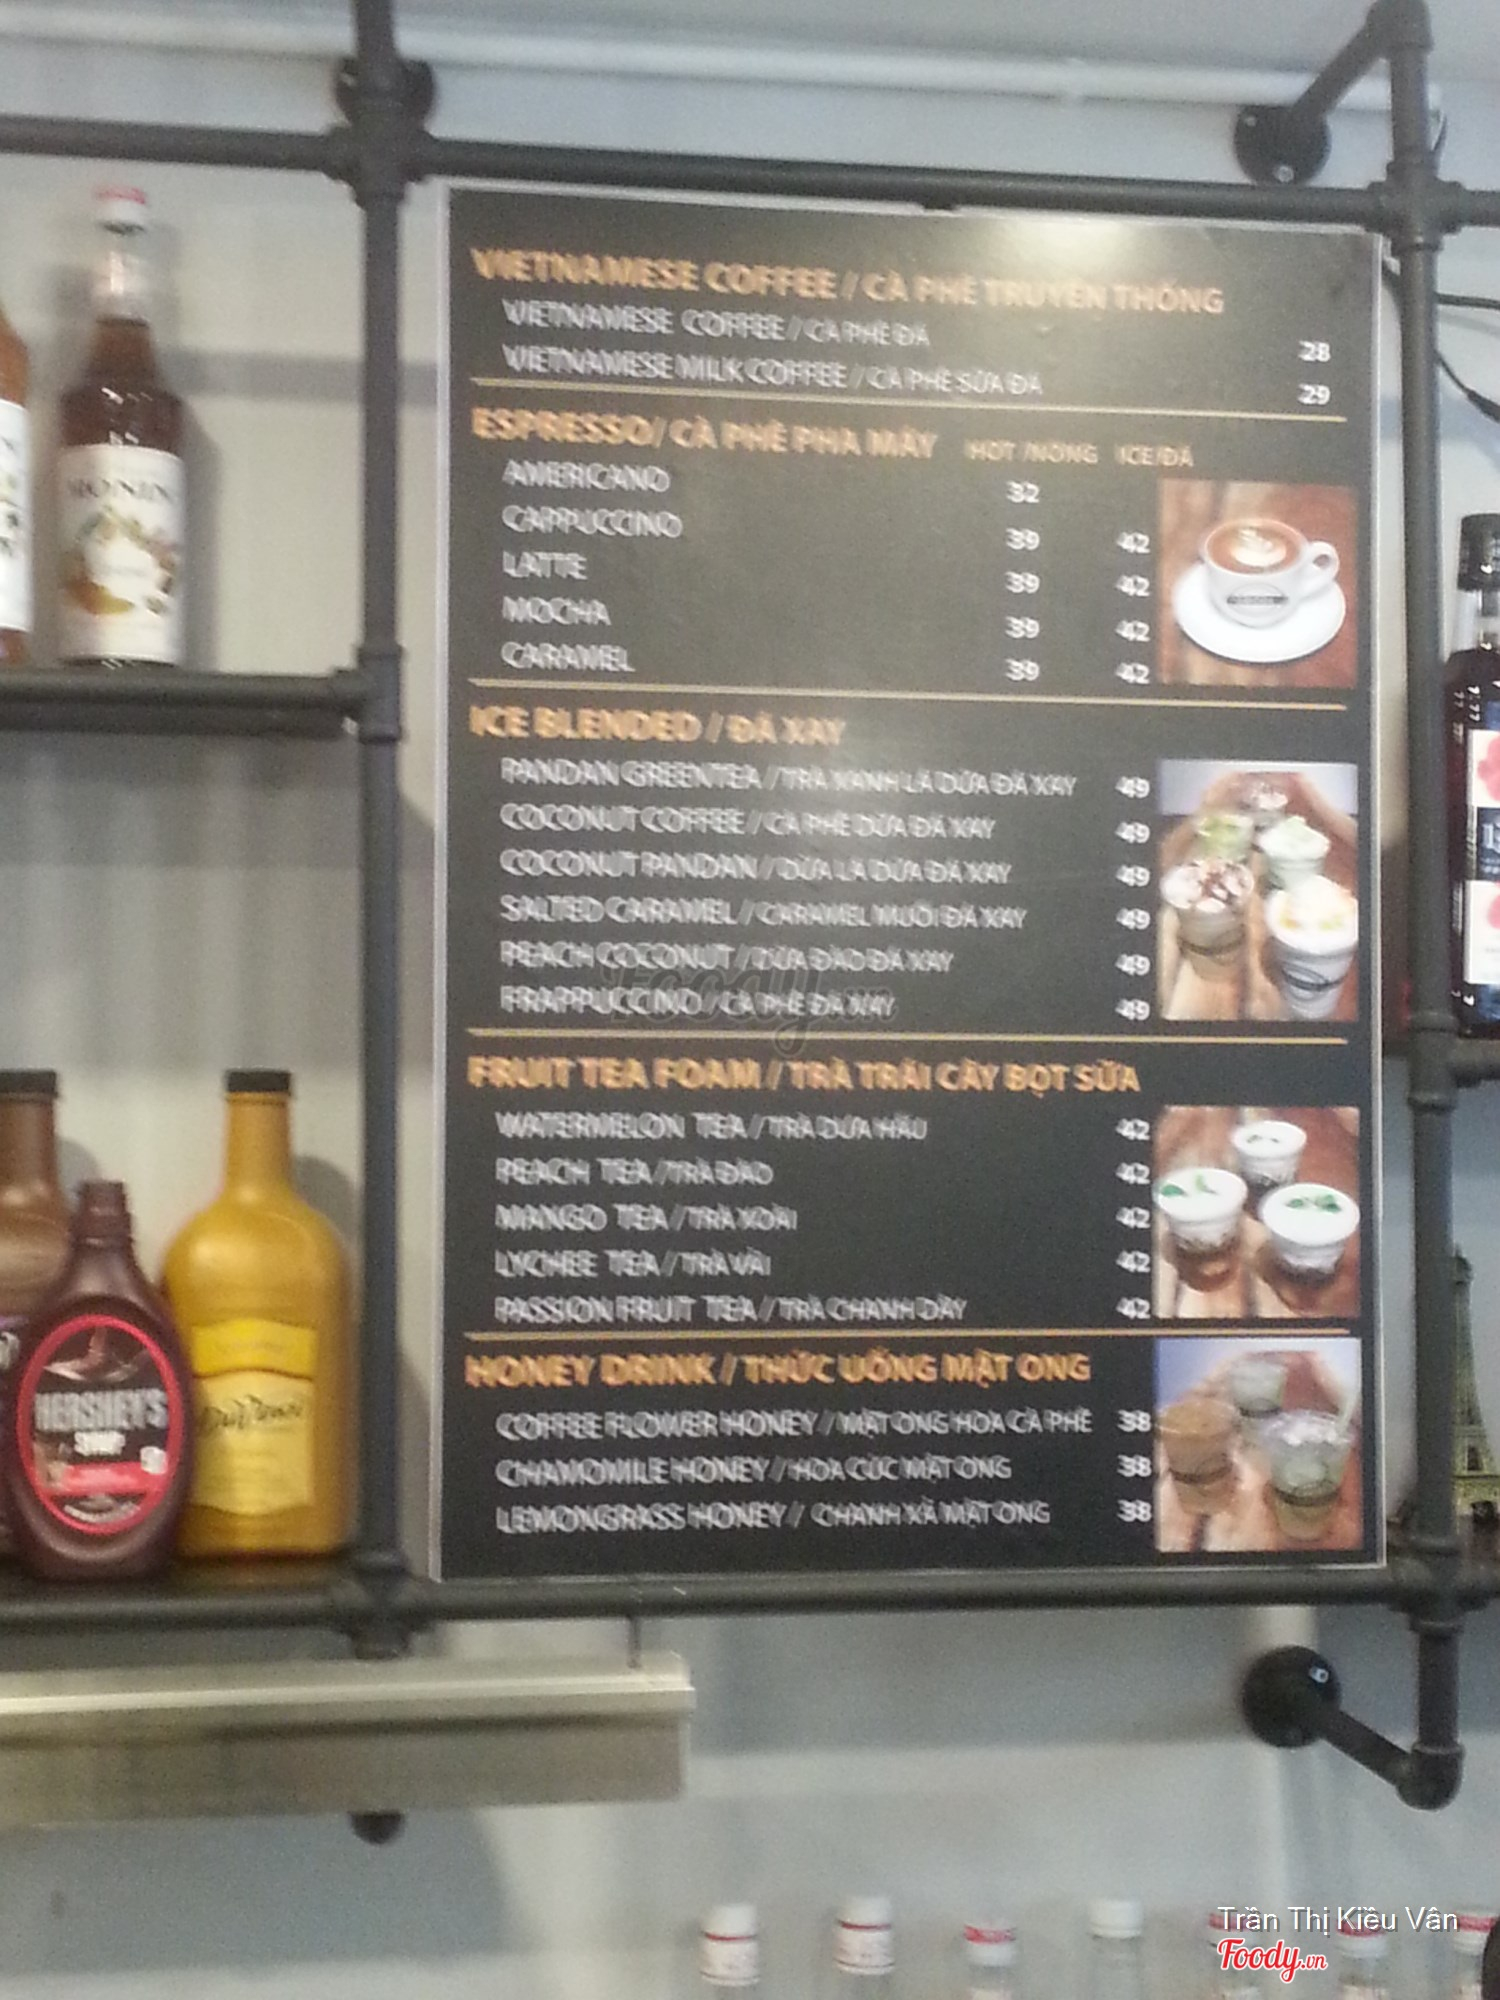 VIETNAMESE COFFEE / CÀ PHÊ TRUYỀN THỐNG
VIETNAMESE COFFEE / CÀ PHÊ ĐÁ 28
VIETNAMESE MILK COFFEE / CÀ PHÊ SỮA ĐÁ 29
ESPRESSO/ CÀ PHÊ PHA MÁY HOT /NÓNG ICE/ĐÁ
AMERICANO 32
CAPPUCCINO 39 42
LATTE 39 42
MOCHA 39 42
CARAMEL 39 42
ICE BLENDED / ĐÁ XAY
PANDAN GREENTEA / TRÀ XANH LÁ DỨA ĐÁ XAY 49
COCONUT COFFEE / CÀ PHÊ DỪA ĐÁ XAY 49
COCONUT PANDAN / DỪA LÁ DỨA ĐÁ XAY 49
SALTED CARAMEL / CARAMEL MUỐI ĐÁ XAY 49
PEACH COCONUT / DỪA ĐÀO ĐÁ XAY 49
FRAPPUCCINO / CÀ PHÊ ĐÁ XAY 49
Foody.vn
FRUIT TEA FOAM / TRÀ TRÁI CÂY BỌT SỮA
WATERMELON TEA / TRÀ DƯA HẤU 42
PEACH TEA / TRÀ ĐÀO 42
MANGO TEA / TRÀ XOÀI 42
LYCHEE TEA / TRÀ VẢI 42
PASSION FRUIT TEA / TRÀ CHANH DÂY 42
HONEY DRINK / THỨC UỐNG MẬT ONG
COFFEE FLOWER HONEY / MẬT ONG HOA CÀ PHÊ 38
CHAMOMILE HONEY / HOA CÚC MẬT ONG 38
LEMONGRASS HONEY / CHANH XẢ MẬT ONG 38
MONIN
HERSHEY'S
SYRUP
DaVinci
Trần Thị Kiều Vân
Foody.vn